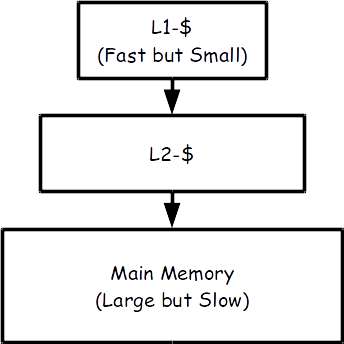 L1-$
(Fast but Small)
L2-$
Main Memory
(Large but Slow)